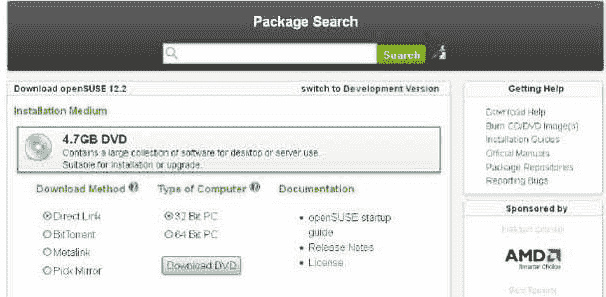 Package Search
Search
Download openSUSE 12.2
switch to Development Version
Installation Medium
4.7GB DVD
Contains a large collection of software for desktop or server use.
Suitable for installation or upgrade.
Download Method
Type of Computer
Documentation
Direct Link
BitTorrent
Metalink
Pick Mirror
32 Bit PC
64 Bit PC
Download DVD
openSUSE startup
guide
Release Notes
License
Getting Help
Download Help
Burn CD/DVD Image(s)
Installation Guides
Official Manuals
Package Repositories
Reporting Bugs
Sponsored by
AMD
Smarter Choice